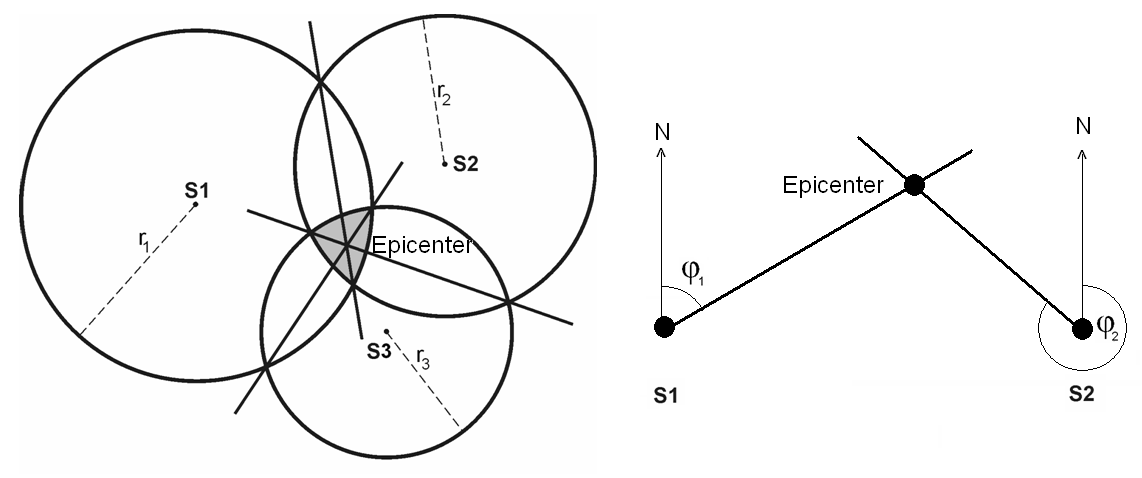 r₂
S2
S1
r₁
Epicenter
S3
r₃
N
N
Epicenter
φ₁
φ₂
S1
S2